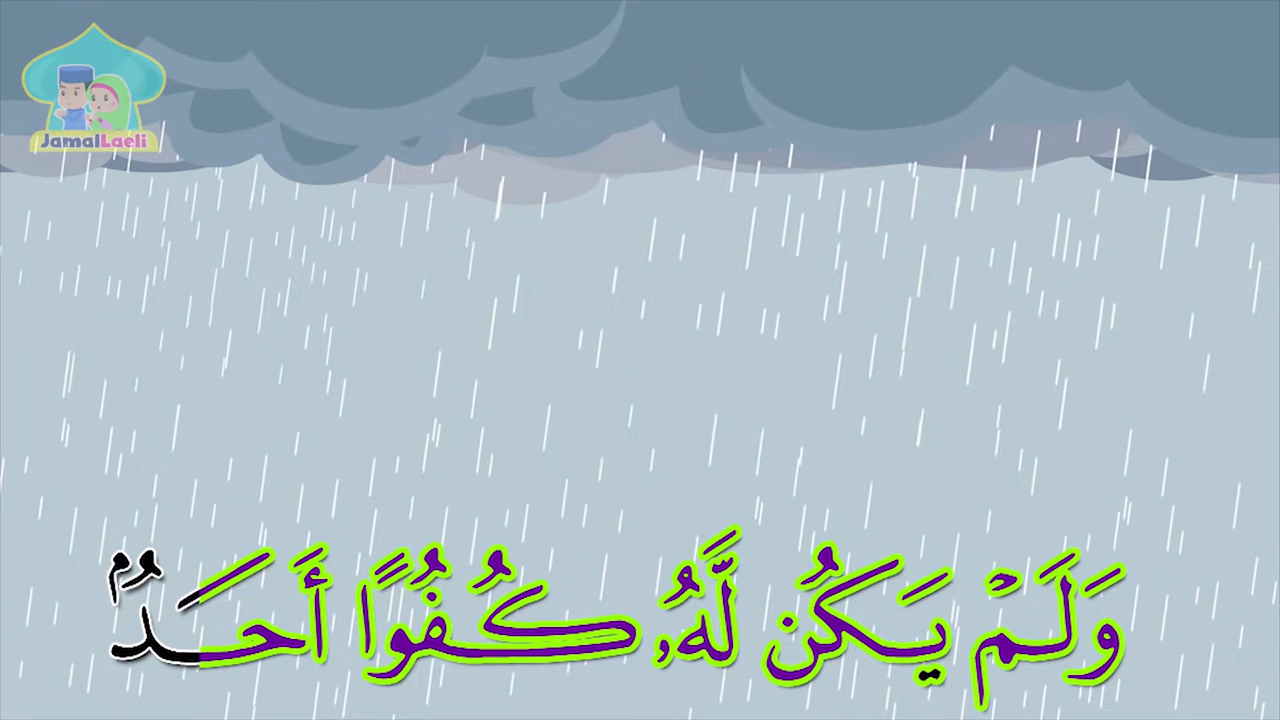 JamalLaeli
وَلَمْ يَكُن لَّهُۥ كُفُوًا أَحَدٌۢ